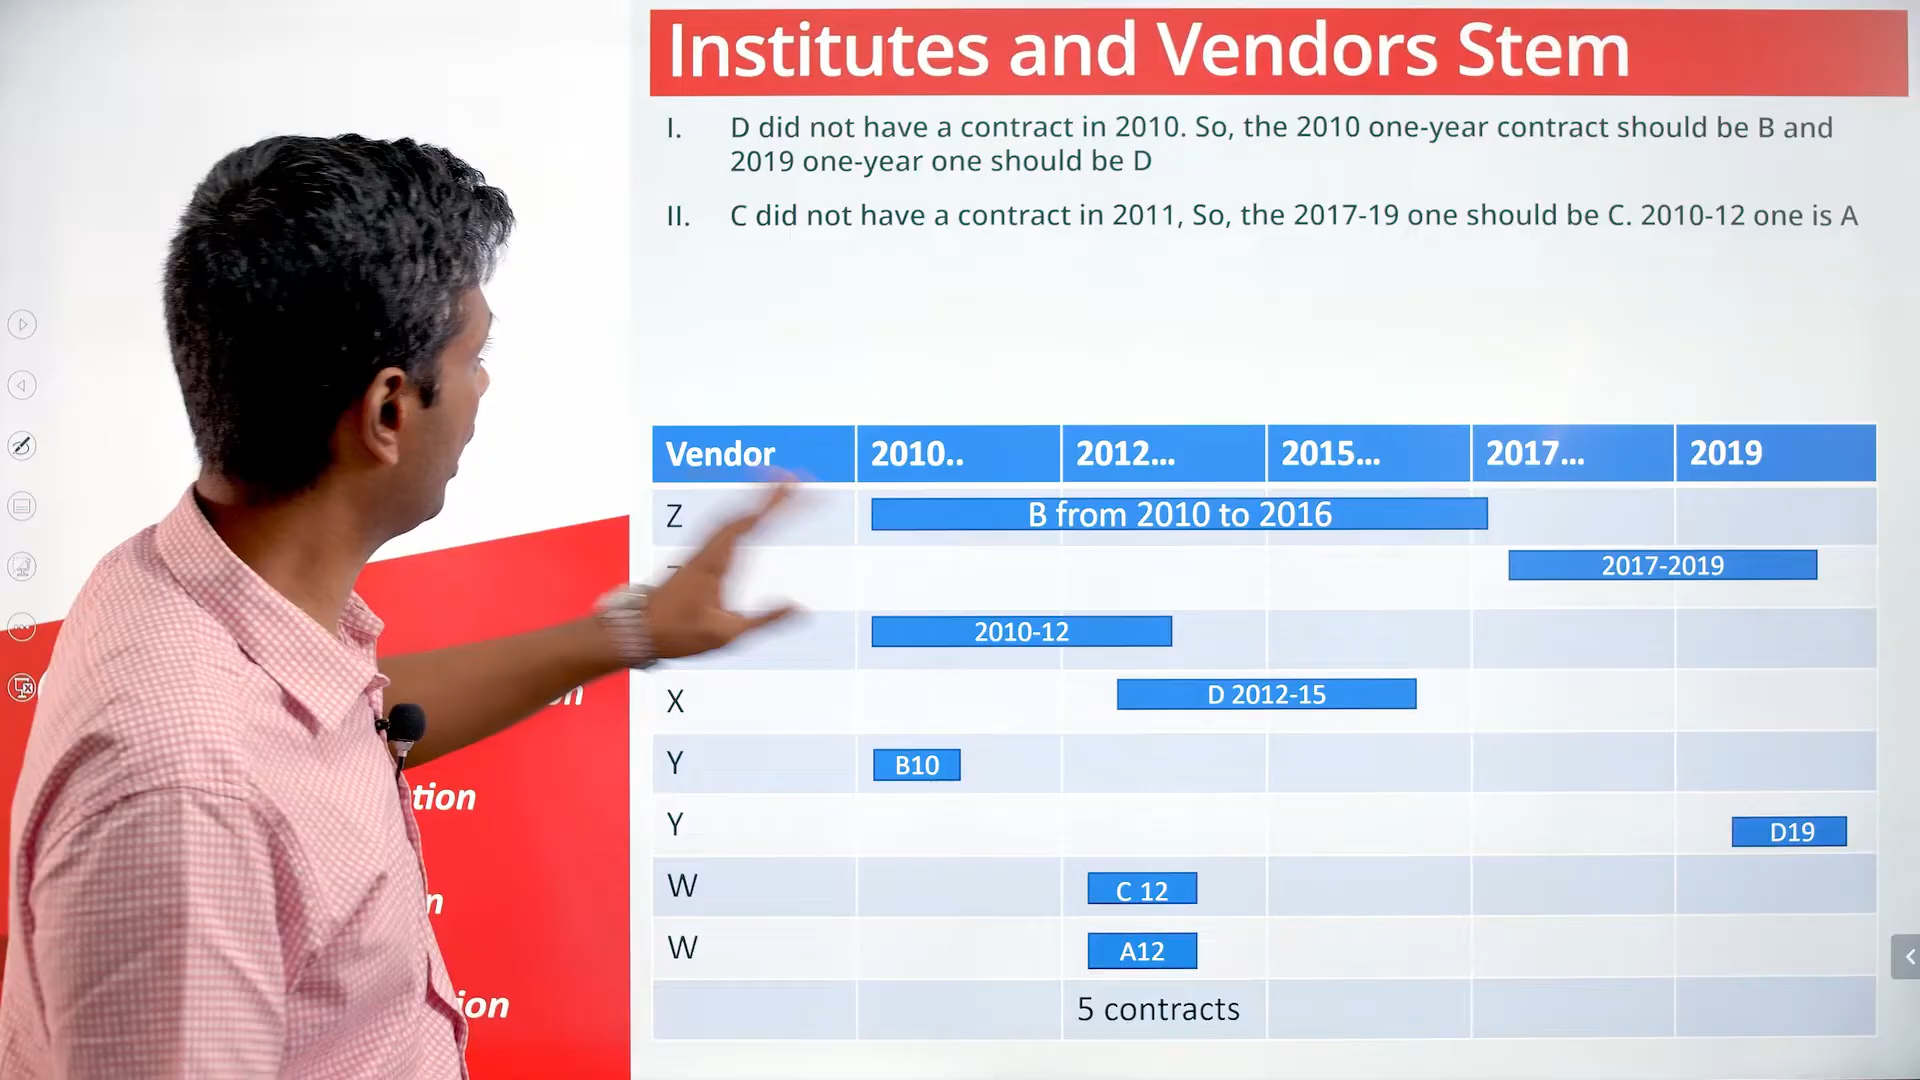 Institutes and Vendors Stem
I. D did not have a contract in 2010. So, the 2010 one-year contract should be B and
2019 one-year one should be D
II. C did not have a contract in 2011, So, the 2017-19 one should be C. 2010-12 one is A
Vendor 2010.. 2012... 2015... 2017... 2019
Z B from 2010 to 2016
2017-2019
2010-12
X D 2012-15
Y B10
Y D19
W C 12
W A12
5 contracts
tion
ion